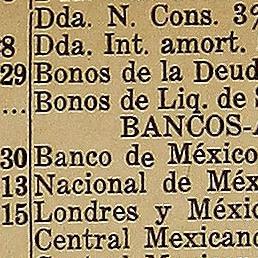 Dda. N. Cons. 3%
8 Dda. Int. amort.
29 Bonos de la Deud
... Bonos de Liq. de S
BANCOS-A
30 Banco de México
13 Nacional de Méx
15 Londres y Méxic
Central Mexicano